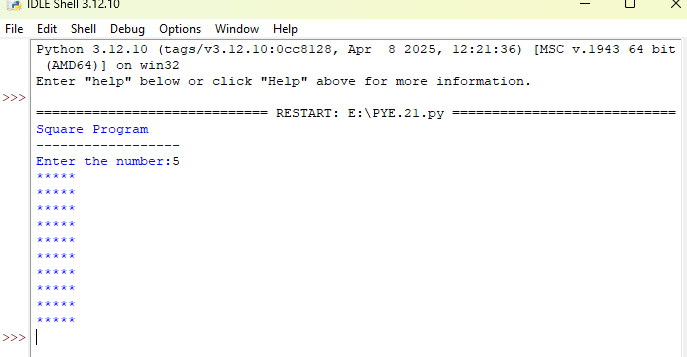 IDLE Shell 3.12.10
File Edit Shell Debug Options Window Help
Python 3.12.10 (tags/v3.12.10:0cc8128, Apr  8 2025, 12:21:36) [MSC v.1943 64 bit
 (AMD64)] on win32
Enter "help" below or click "Help" above for more information.
>>>
============================= RESTART: E:\PYE.21.py ============================
Square Program
------------------
Enter the number:5
*****
*****
*****
*****
*****
*****
*****
*****
*****
*****
>>>